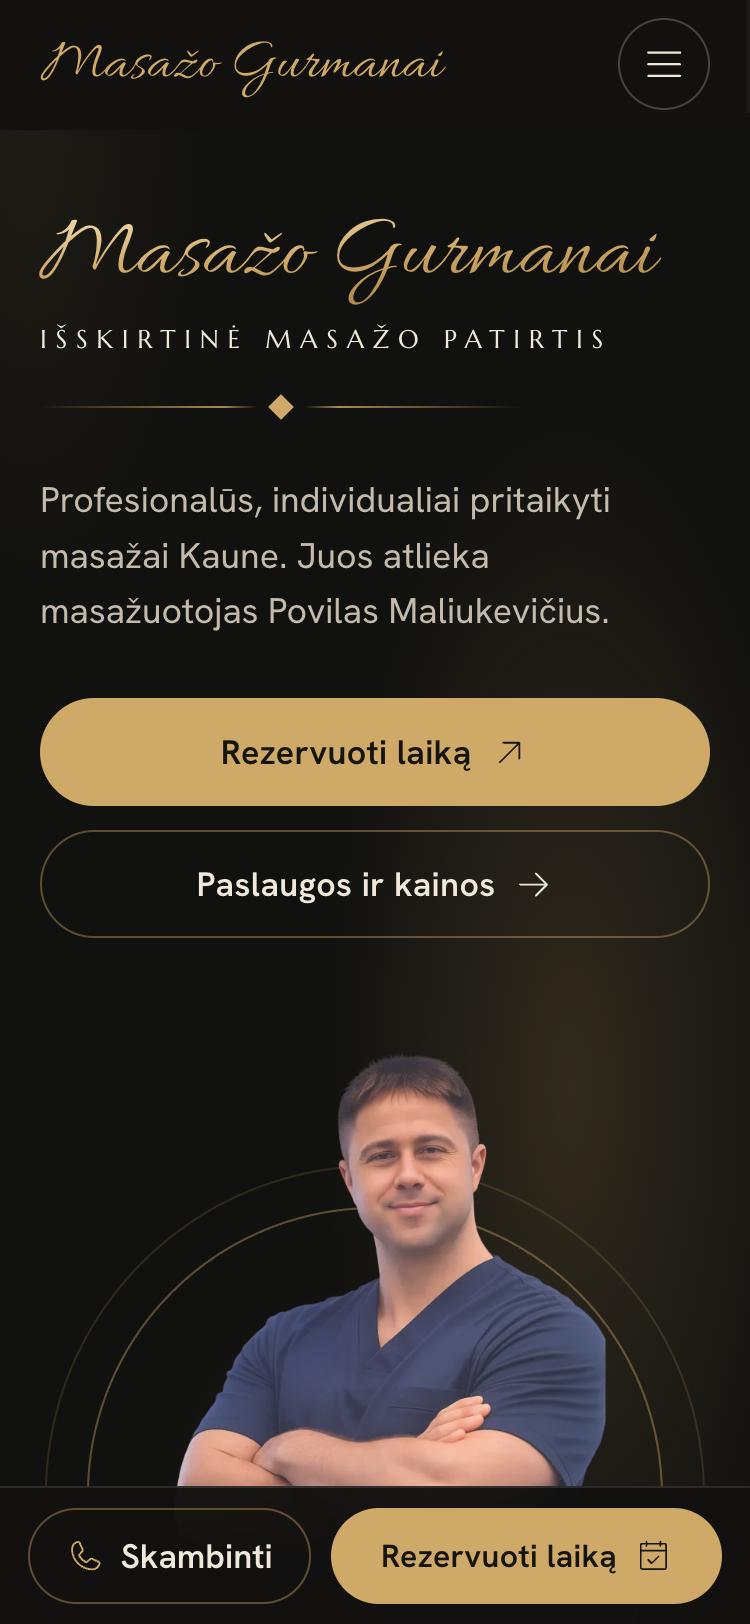 Masažo Gurmanai
Masažo Gurmanai
IŠSKIRTINĖ MASAŽO PATIRTIS
Profesionalūs, individualiai pritaikyti
masažai Kaune. Juos atlieka
masažuotojas Povilas Maliukevičius.
Rezervuoti laiką
Paslaugos ir kainos
Skambinti
Rezervuoti laiką